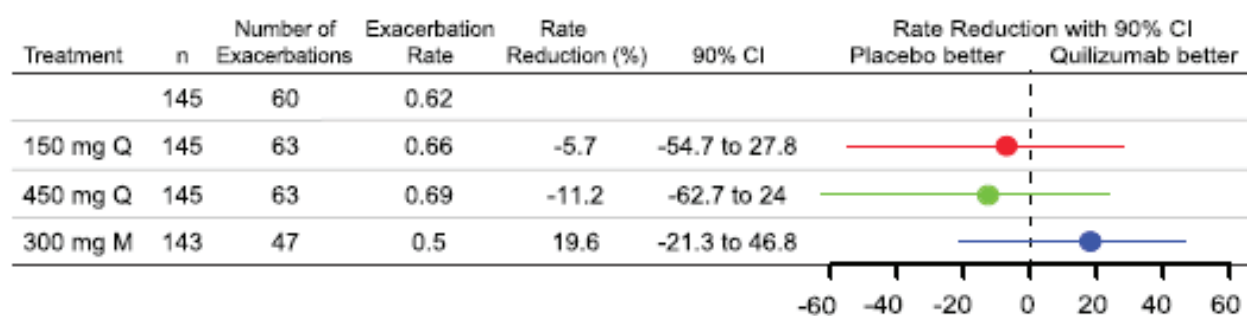 Number of Exacerbation Rate Rate Reduction with 90% CI
Treatment n Exacerbations Rate Reduction (%) 90% CI Placebo better Quilizumab better
145 60 0.62
150 mg Q 145 63 0.66 -5.7 -54.7 to 27.8
450 mg Q 145 63 0.69 -11.2 -62.7 to 24
300 mg M 143 47 0.5 19.6 -21.3 to 46.8
-60 -40 -20 0 20 40 60